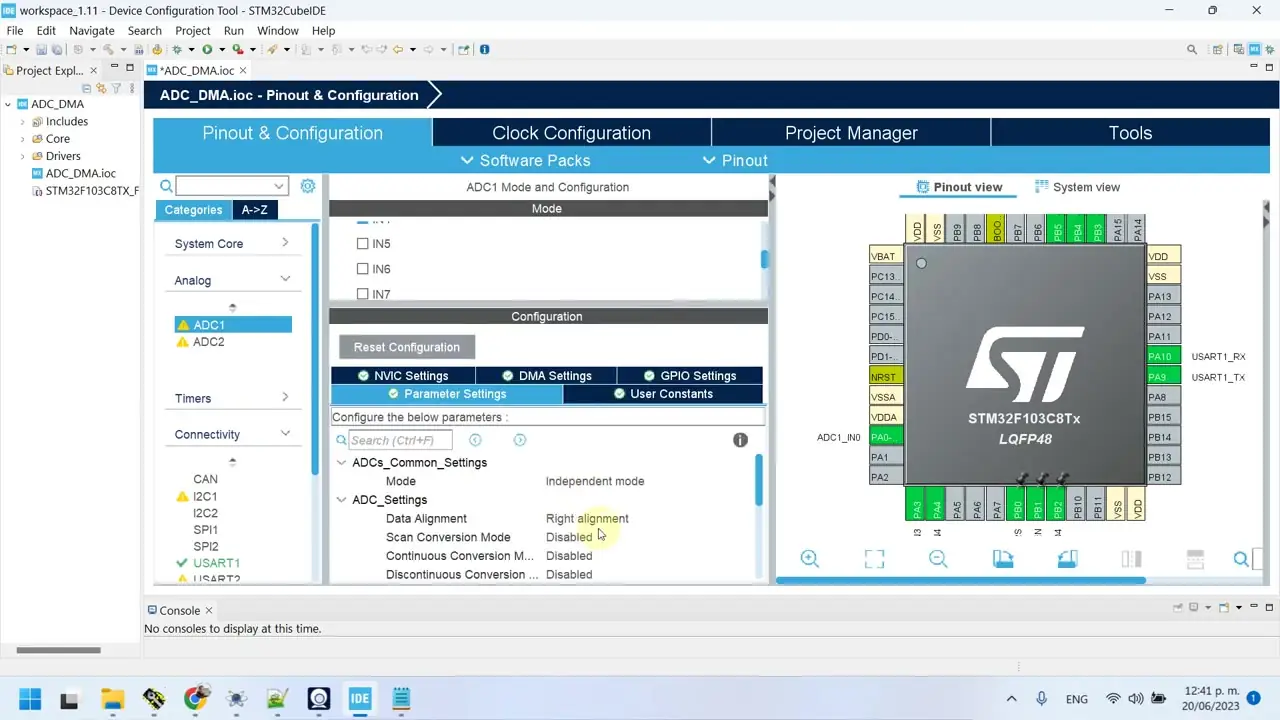 workspace_1.11 - Device Configuration Tool - STM32CubeIDE
File Edit Navigate Search Project Run Window Help
Project Expl...
*ADC_DMA.ioc
ADC_DMA
Includes
Core
Drivers
ADC_DMA.ioc
STM32F103C8TX_F
ADC_DMA.ioc - Pinout & Configuration
Pinout & Configuration
Clock Configuration
Project Manager
Tools
Software Packs
Pinout
Categories
A->Z
System Core
Analog
ADC1
ADC2
Timers
Connectivity
CAN
I2C1
I2C2
SPI1
SPI2
USART1
USART2
ADC1 Mode and Configuration
Mode
IN5
IN6
IN7
Configuration
Reset Configuration
NVIC Settings
DMA Settings
GPIO Settings
Parameter Settings
User Constants
Configure the below parameters :
Search (Ctrl+F)
ADCs_Common_Settings
Mode Independent mode
ADC_Settings
Data Alignment Right alignment
Scan Conversion Mode Disabled
Continuous Conversion M... Disabled
Discontinuous Conversion ... Disabled
Pinout view
System view
VDD VSS PB9 PB8 BOO PB7 PB6 PB5 PB4 PB3 PA15 PA14
VBAT
PC13..
PC14..
PC15..
PD0-..
PD1-..
NRST
VSSA
VDDA
ADC1_IN0 PA0-..
PA1
PA2
STM32F103C8Tx
LQFP48
VDD
VSS
PA13
PA12
PA11
PA10 USART1_RX
PA9 USART1_TX
PA8
PB15
PB14
PB13
PB12
PA3 PA4 PA5 PA6 PA7 PB0 PB1 PB2 PB10 PB11 VSS VDD
Console
No consoles to display at this time.
IDE
ENG
12:41 p. m.
20/06/2023
1